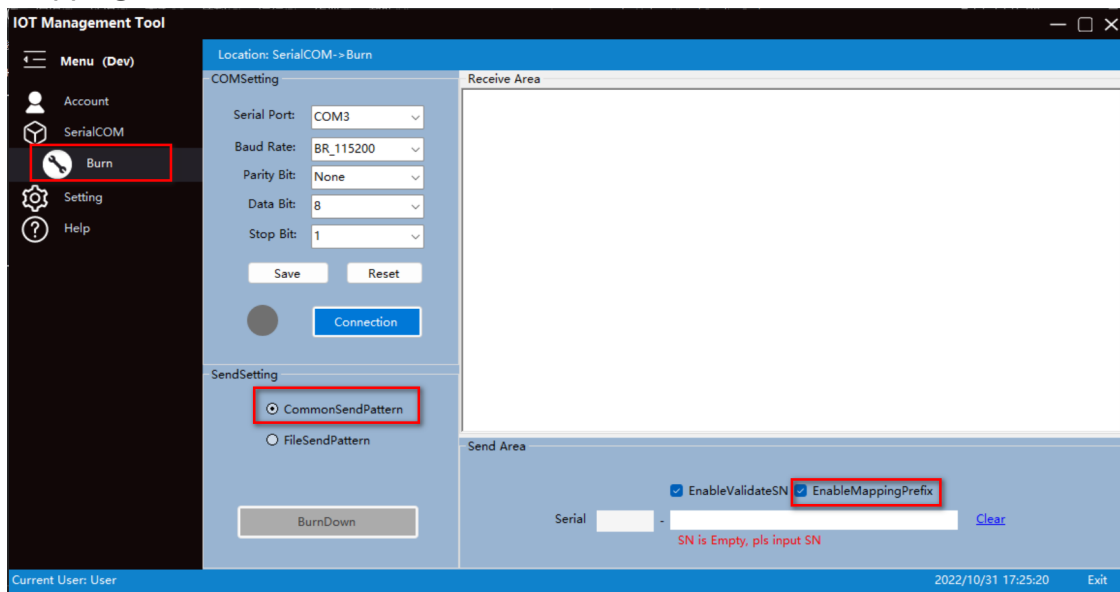 IOT Management Tool
Menu (Dev)
Account
SerialCOM
Burn
Setting
Help
Location: SerialCOM->Burn
COMSetting
Serial Port: COM3
Baud Rate: BR_115200
Parity Bit: None
Data Bit: 8
Stop Bit: 1
Save Reset
Connection
SendSetting
CommonSendPattern
FileSendPattern
BurnDown
Receive Area
Send Area
EnableValidateSN EnableMappingPrefix
Serial - Clear
SN is Empty, pls input SN
Current User: User 2022/10/31 17:25:20 Exit